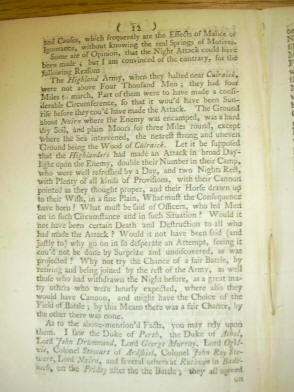 ( 12 )
and Causes, which frequently are the Effects of Malice or
Ignorance, without knowing the real Springs of Motives.
Some are of Opinion, that the Night Attack could have
been made; but I am convinced of the contrary, for the
following Reasons:
The Highland Army, when they halted near Culraick,
were not above Four Thousand Men; they had four
Miles to march, Part of them were to have made a consi-
derable Circumference, so that it wou'd have been Sun-
rise before they cou'd have made the Attack. The Ground
about Nairn where the Enemy was encamped, was a hard
dry Soil, and plain Moors for three Miles round, except
where the Sea intervened, the nearest strong and uneven
Ground being the Wood of Culraick. Let it be supposed
that the Highlanders had made an Attack in broad Day-
light upon the Enemy, double their Number in their Camp,
who were well refreshed by a Day, and two Nights Rest,
with Plenty of all kinds of Provisions, with their Cannon
pointed as they thought proper, and their Horse drawn up
to their Wish, in a fine Plain, What must the Consequence
have been? What must be said of Officers, who led Men
on in such Circumstance and in such Situation? Would it
not have been certain Death and Destruction to all who
had made the Attack? Would it not have been said (and
justly to) why go on in so desperate an Attempt, seeing it
cou'd not be done by Surprize and undiscovered, as was
projected? Why not try the Chance of a fair Battle, by
retiring and being joined by the rest of the Army, as well
those who had withdrawn the Night before, as a great ma-
ny others who were hourly expected, where also they
would have Cannon, and might have the Choice of the
Field of Battle; by this Means there was a fair Chance, by
the other there was none.
As to the above-mention'd Facts, you may rely upon
them. I saw the Duke of Perth, the Duke of Athol,
Lord John Drummond, Lord George Murray, Lord Ogil-
vie, Colonel Stewart of Ardshiel, Colonel John Roy Ste-
wart, Lord Nairn, and several others at Ruthven in Bade-
noch, on the Friday after the Battle; they all agreed